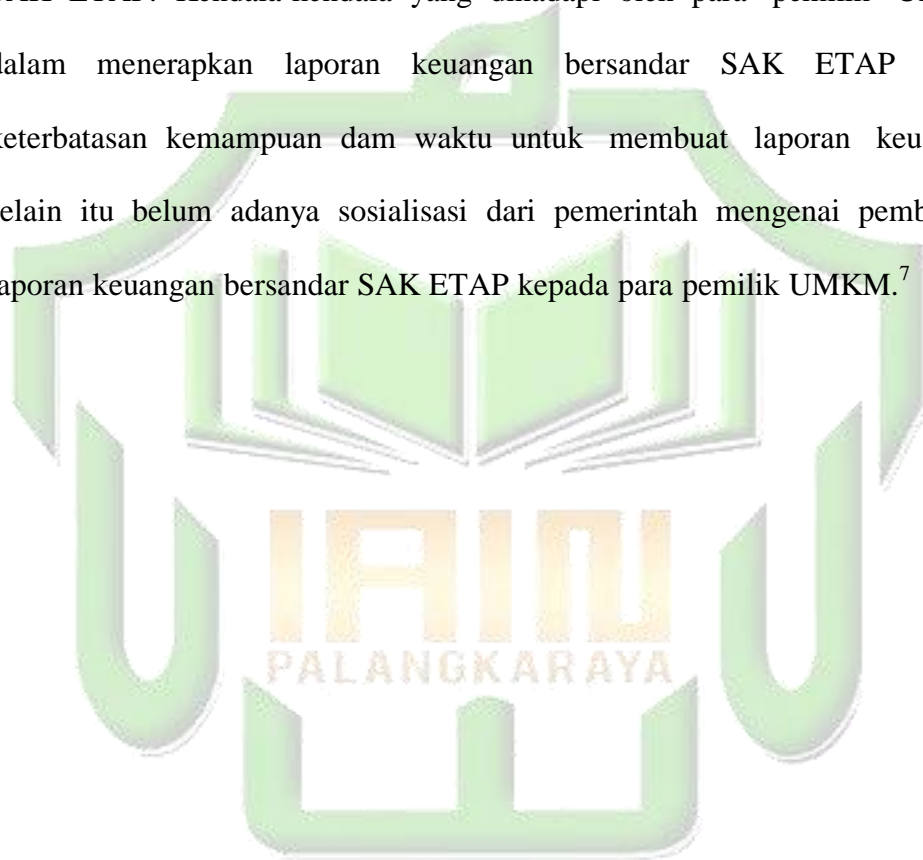 dalam menerapkan laporan keuangan bersandar SAK ETAP
keterbatasan kemampuan dam waktu untuk membuat laporan
selain itu belum adanya sosialisasi dari pemerintah mengenai
laporan keuangan bersandar SAK ETAP kepada para pemilik UMKM.7
IAIN
PALANGKARAYA